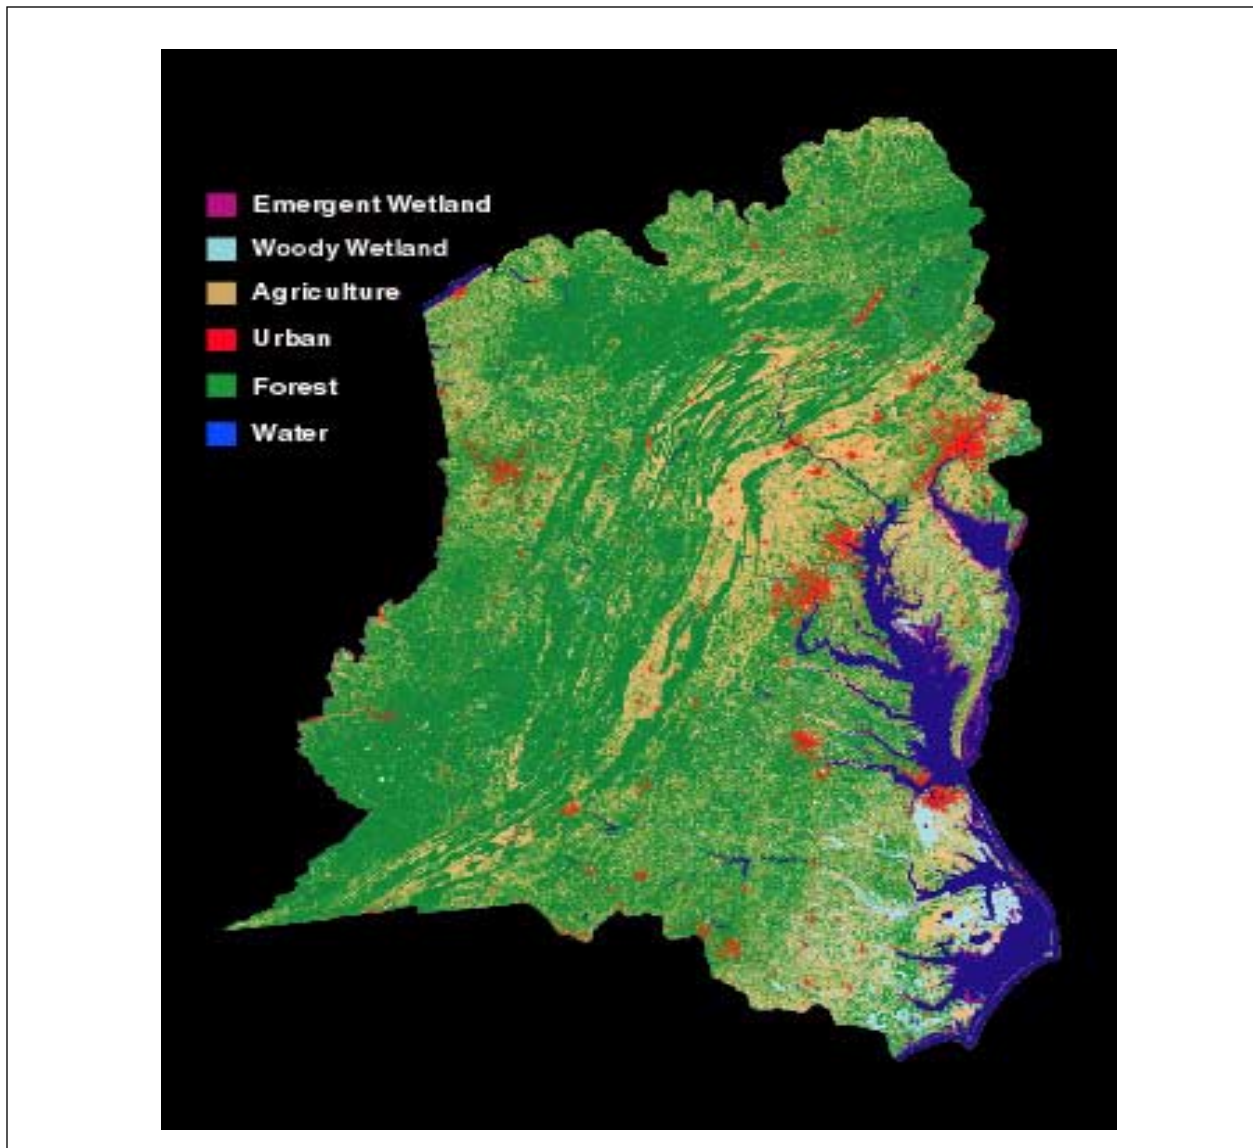 Emergent Wetland
Woody Wetland
Agriculture
Urban
Forest
Water